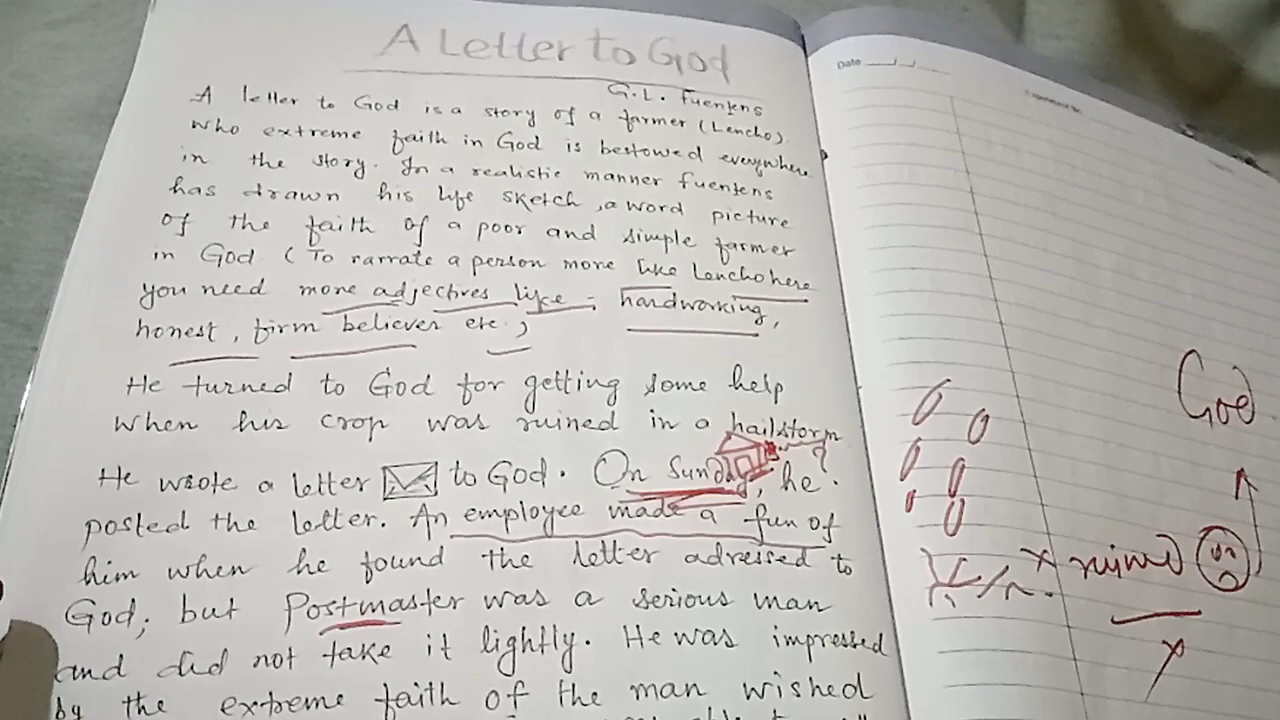 A Letter to God
G.L. Fuentens
A letter to God is a story of a farmer (Lencho).
who extreme faith in God is bestowed everywhere
in the story. In a realistic manner fuentens
has drawn his life sketch, a word picture
of the faith of a poor and simple farmer
in God (To narrate a person more like Lencho here
you need more adjectives like - hardworking,
honest, firm believer etc.)
He turned to God for getting some help
when his crop was ruined in a hailstorm
He wrote a letter to God. On Sunday, he ?
posted the letter. An employee made a fun of
him when he found the letter adressed to
God, but Postmaster was a serious man
and did not take it lightly. He was impressed
by the extreme faith of the man wished
Date __/__/__
God
ruined